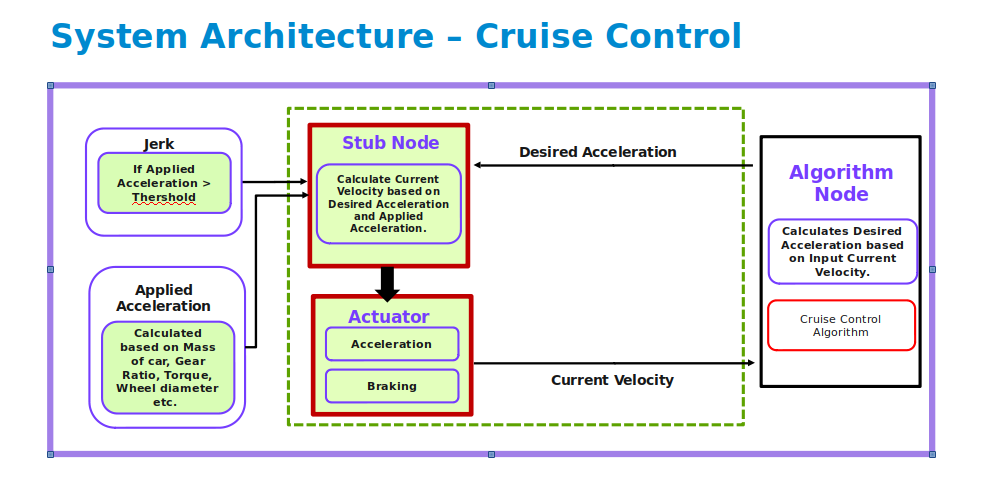 System Architecture – Cruise Control
Jerk
If Applied
Acceleration >
Thershold
Applied
Acceleration
Calculated
based on Mass
of car, Gear
Ratio, Torque,
Wheel diameter
etc.
Stub Node
Calculate Current
Velocity based on
Desired Acceleration
and Applied
Acceleration.
Actuator
Acceleration
Braking
Desired Acceleration
Current Velocity
Algorithm
Node
Calculates Desired
Acceleration based
on Input Current
Velocity.
Cruise Control
Algorithm